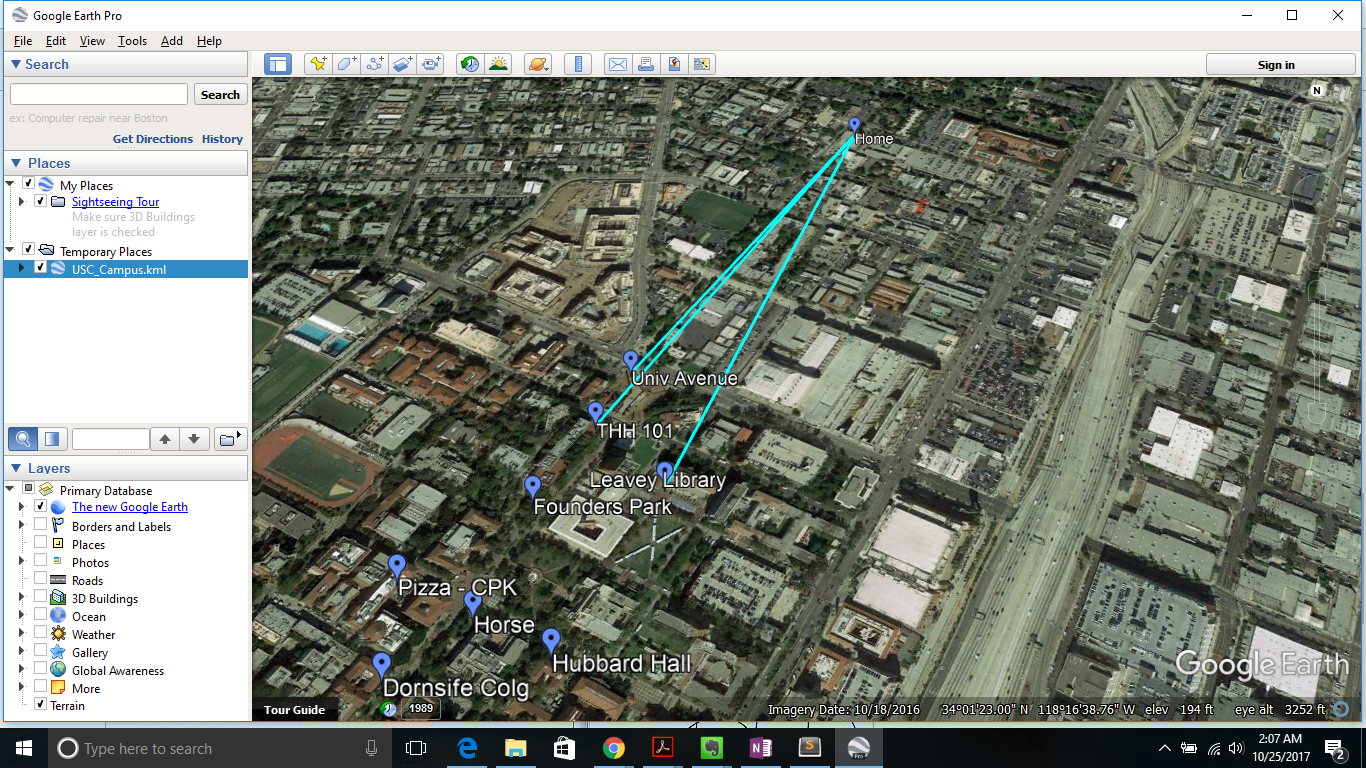 Google Earth Pro
File Edit View Tools Add Help
Search
Search
ex: Computer repair near Boston
Get Directions History
Places
My Places
Sightseeing Tour
Make sure 3D Buildings
layer is checked
Temporary Places
USC_Campus.kml
Layers
Primary Database
The new Google Earth
Borders and Labels
Places
Photos
Roads
3D Buildings
Ocean
Weather
Gallery
Global Awareness
More
Terrain
Sign in
N
Home
Univ Avenue
THH 101
Leavey Library
Founders Park
Pizza - CPK
Horse
Hubbard Hall
Dornsife Colg
Google Earth
Tour Guide
1989
Imagery Date: 10/18/2016 34°01'23.00" N 118°16'38.76" W elev 194 ft eye alt 3252 ft
Type here to search
Pro
2:07 AM
10/25/2017
2